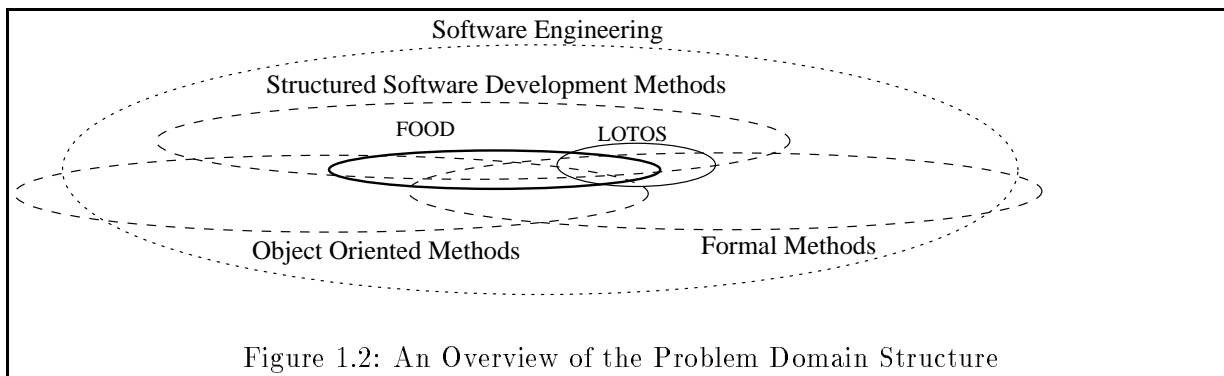 Software Engineering
Structured Software Development Methods
FOOD
LOTOS
Object Oriented Methods
Formal Methods
Figure 1.2: An Overview of the Problem Domain Structure